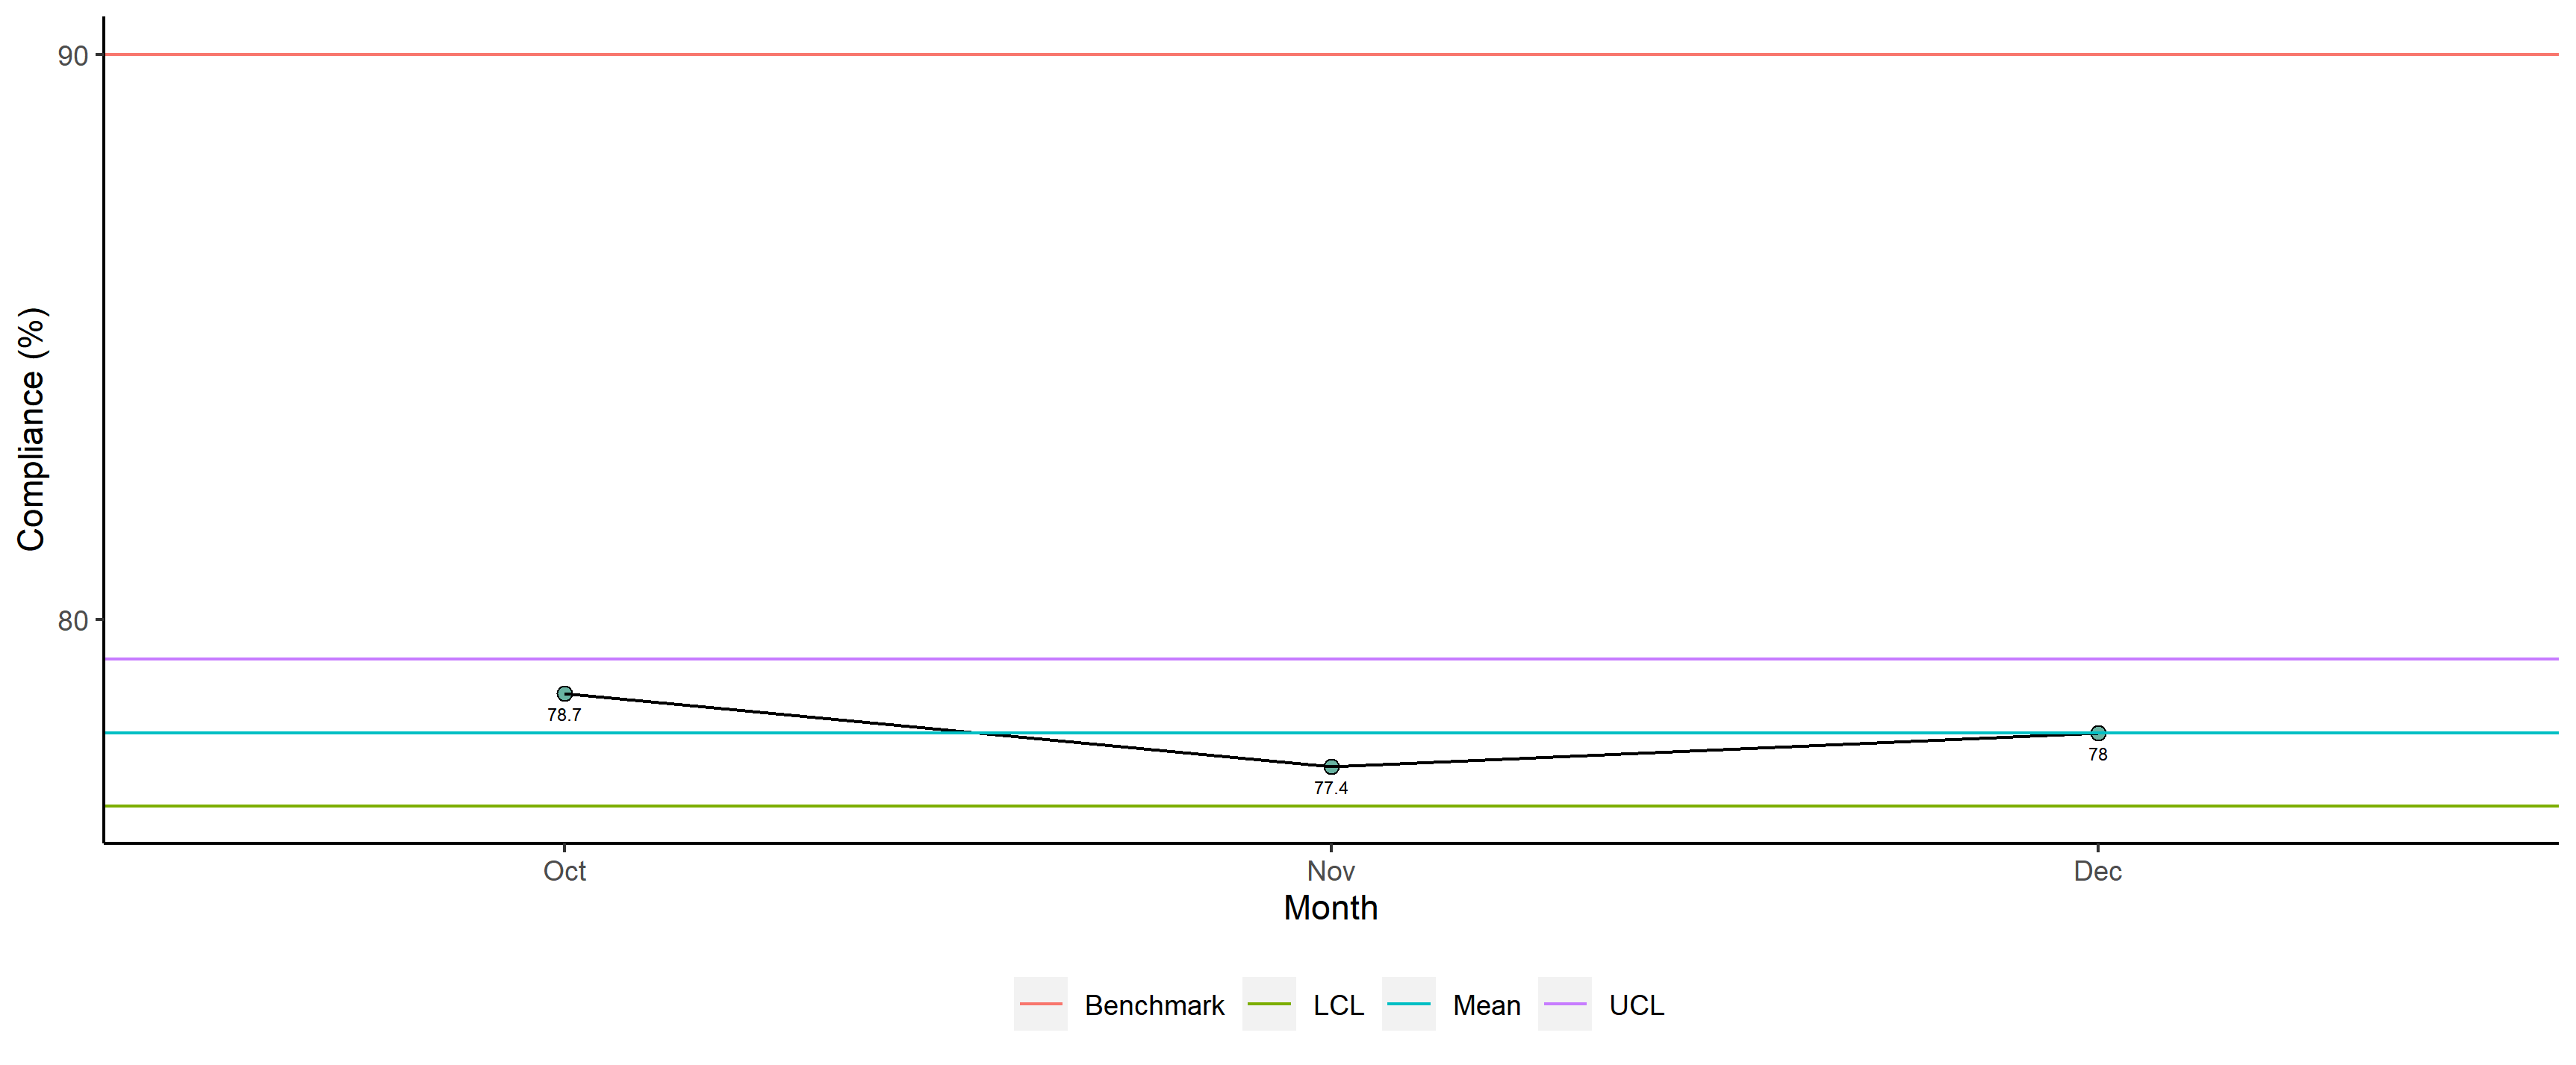 90
80
Compliance (%)
78.7
77.4
78
Oct Nov Dec
Month
Benchmark LCL Mean UCL